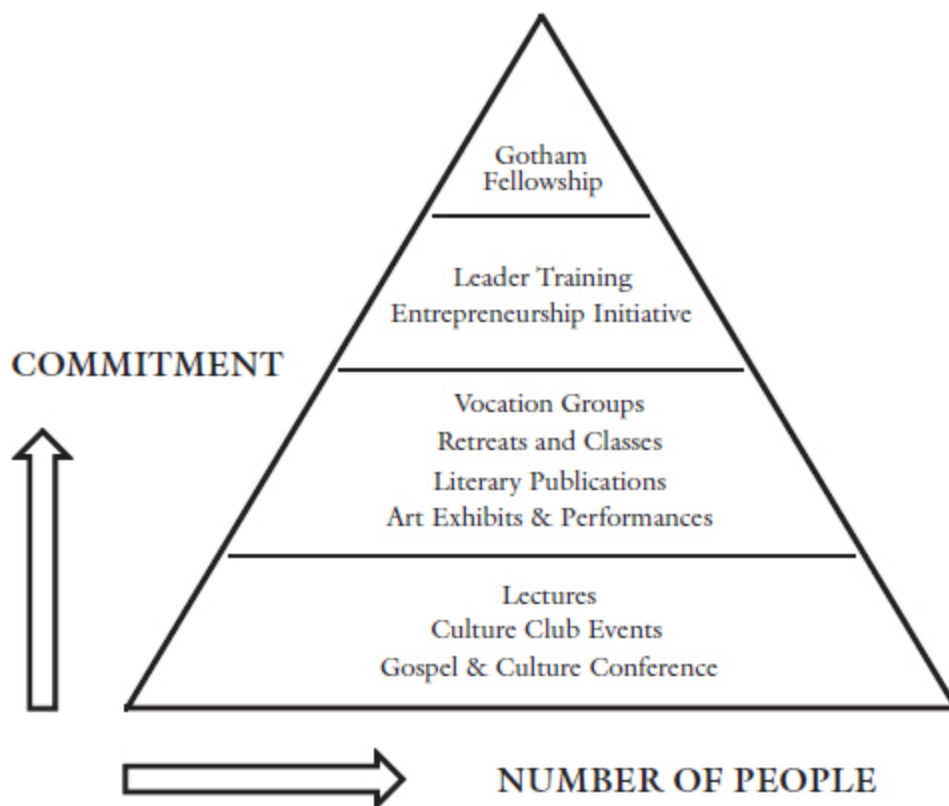 Gotham
Fellowship
Leader Training
Entrepreneurship Initiative
COMMITMENT
Vocation Groups
Retreats and Classes
Literary Publications
Art Exhibits & Performances
Lectures
Culture Club Events
Gospel & Culture Conference
NUMBER OF PEOPLE